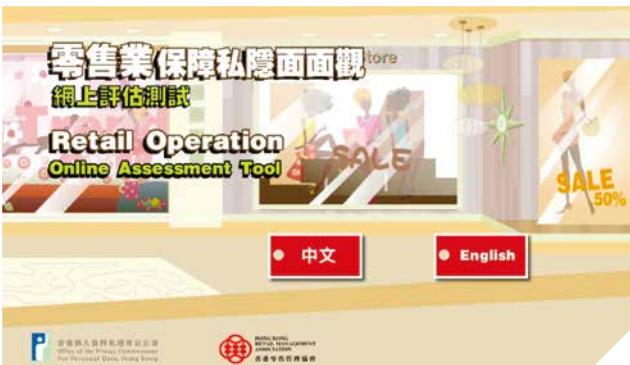 零售業保障私隱面面觀
tore
網上評估測試
Retail Operation
Online Assessment Tool
SALE
SALE
50%
中文
English
香港個人資料私隱專員公署
Office of the Privacy Commissioner
for Personal Data, Hong Kong
HONG KONG
RETAIL MANAGEMENT
ASSOCIATION
香港零售管理協會